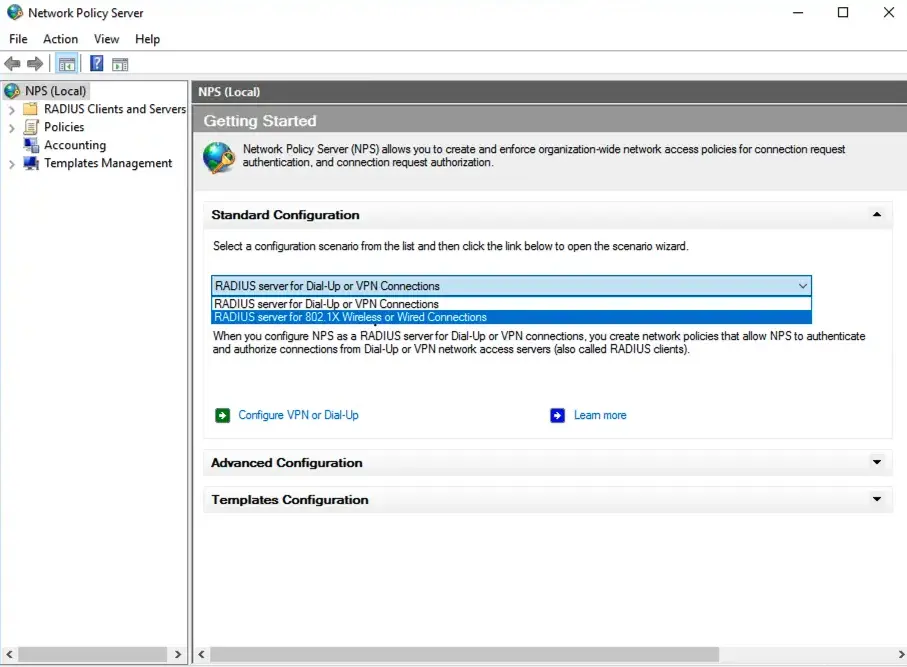 Network Policy Server
File Action View Help
NPS (Local)
RADIUS Clients and Servers
Policies
Accounting
Templates Management
NPS (Local)
Getting Started
Network Policy Server (NPS) allows you to create and enforce organization-wide network access policies for connection request
authentication, and connection request authorization.
Standard Configuration
Select a configuration scenario from the list and then click the link below to open the scenario wizard.
RADIUS server for Dial-Up or VPN Connections
RADIUS server for Dial-Up or VPN Connections
RADIUS server for 802.1X Wireless or Wired Connections
When you configure NPS as a RADIUS server for Dial-Up or VPN connections, you create network policies that allow NPS to authenticate
and authorize connections from Dial-Up or VPN network access servers (also called RADIUS clients).
Configure VPN or Dial-Up
Learn more
Advanced Configuration
Templates Configuration